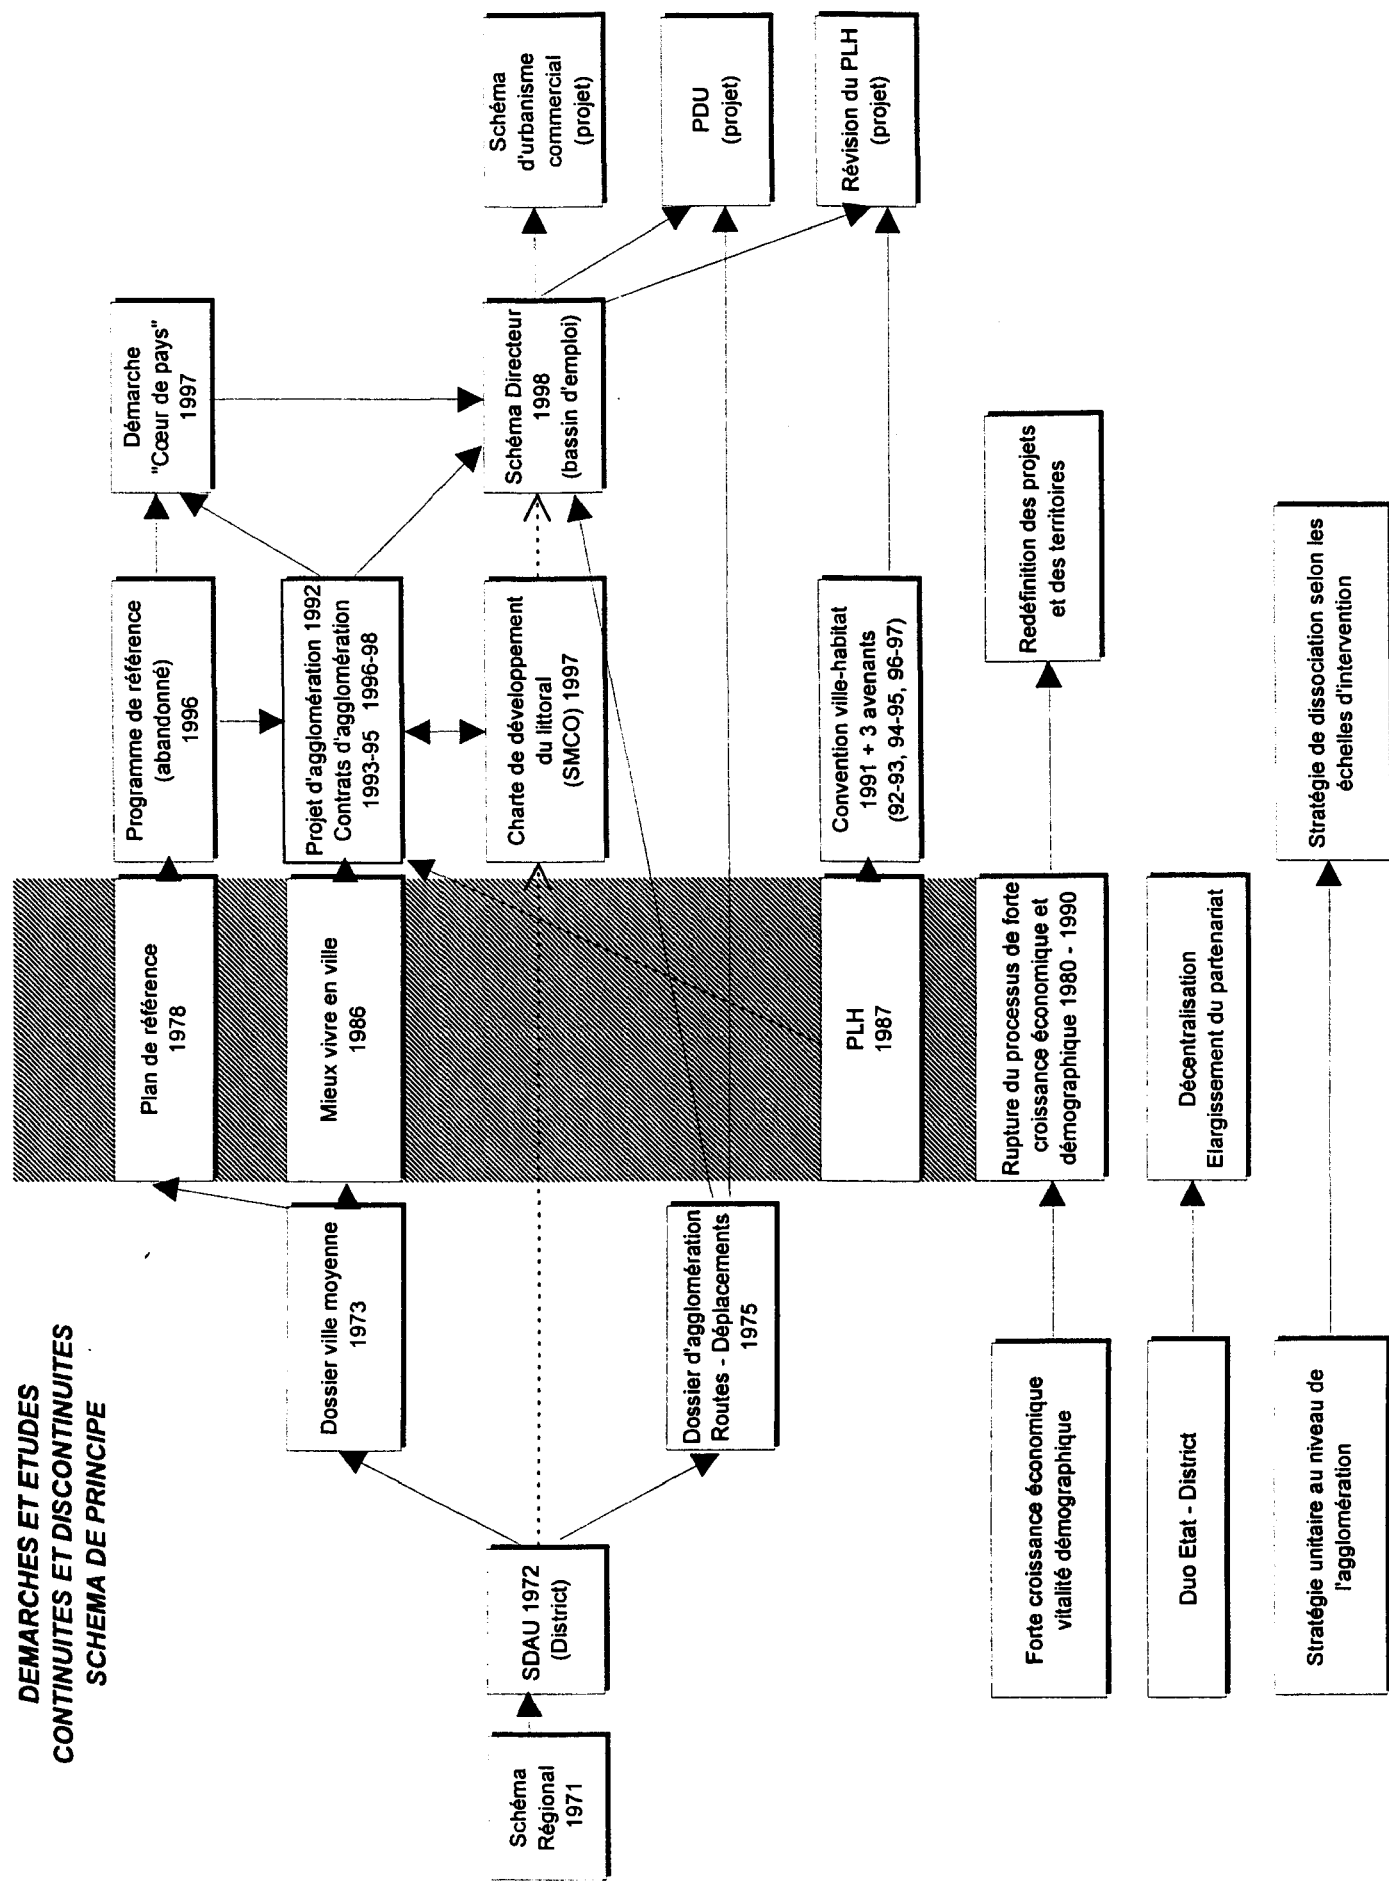 DEMARCHES ET ETUDES
CONTINUITES ET DISCONTINUITES
SCHEMA DE PRINCIPE
Schéma
Régional
1971
SDAU 1972
(District)
Dossier ville moyenne
1973
Dossier d'agglomération
Routes - Déplacements
1975
Plan de référence
1978
Mieux vivre en ville
1986
PLH
1987
Programme de référence
(abandonné)
1996
Projet d'agglomération 1992
Contrats d'agglomération
1993-95 1996-98
Charte de développement
du littoral
(SMCO) 1997
Convention ville-habitat
1991 + 3 avenants
(92-93, 94-95, 96-97)
Démarche
"Cœur de pays"
1997
Schéma Directeur
1998
(bassin d'emploi)
Schéma
d'urbanisme
commercial
(projet)
PDU
(projet)
Révision du PLH
(projet)
Forte croissance économique
vitalité démographique
Rupture du processus de forte
croissance économique et
démographique 1980 - 1990
Redéfinition des projets
et des territoires
Duo Etat - District
Décentralisation
Elargissement du partenariat
Stratégie unitaire au niveau de
l'agglomération
Stratégie de dissociation selon les
échelles d'intervention